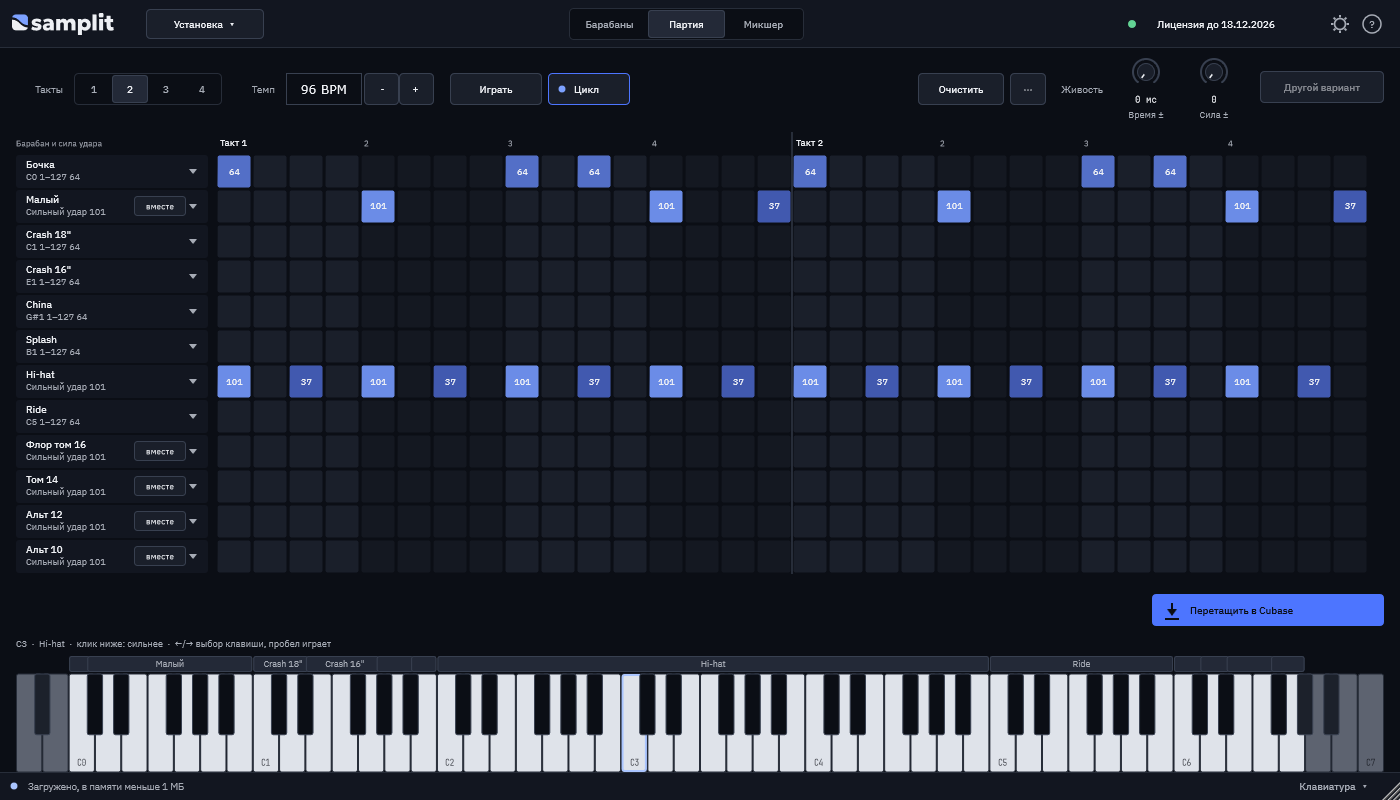 samplit
Установка
Барабаны Партия Микшер
Лицензия до 18.12.2026
?
Такты 1 2 3 4
Темп 96 BPM - +
Играть Цикл
Очистить ... Живость
0 мс
Время ±
0
Сила ±
Другой вариант
Барабан и сила удара
Такт 1 2 3 4 Такт 2 2 3 4
Бочка
C0 1–127 64
64 64 64 64 64 64
Малый
Сильный удар 101
вместе
101 101 37 101 101 37
Crash 18"
C1 1–127 64
Crash 16"
E1 1–127 64
China
G#1 1–127 64
Splash
B1 1–127 64
Hi-hat
Сильный удар 101
101 37 101 37 101 37 101 37 101 37 101 37 101 37 101 37
Ride
C5 1–127 64
Флор том 16
Сильный удар 101
вместе
Том 14
Сильный удар 101
вместе
Альт 12
Сильный удар 101
вместе
Альт 10
Сильный удар 101
вместе
Перетащить в Cubase
C3 · Hi-hat · клик ниже: сильнее · ←/→ выбор клавиши, пробел играет
Малый Crash 18" Crash 16" Hi-hat Ride
C0 C1 C2 C3 C4 C5 C6 C7
Загружено, в памяти меньше 1 МБ
Клавиатура